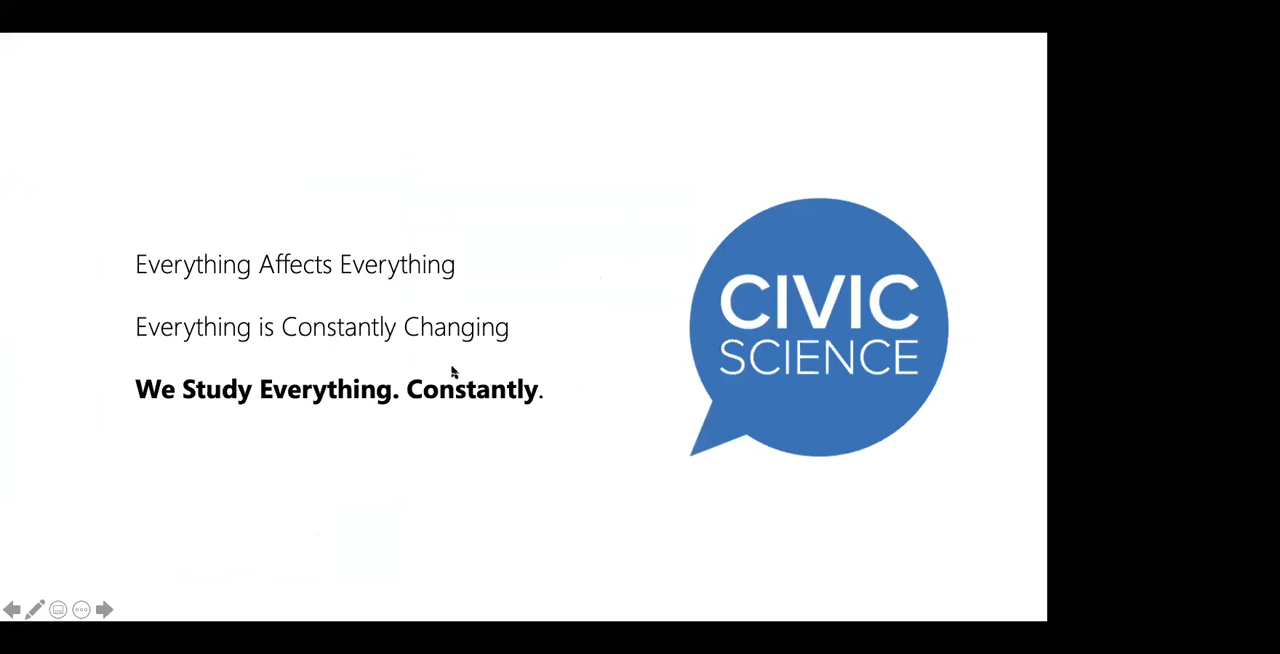 Everything Affects Everything
Everything is Constantly Changing
We Study Everything. Constantly.
CIVIC
SCIENCE